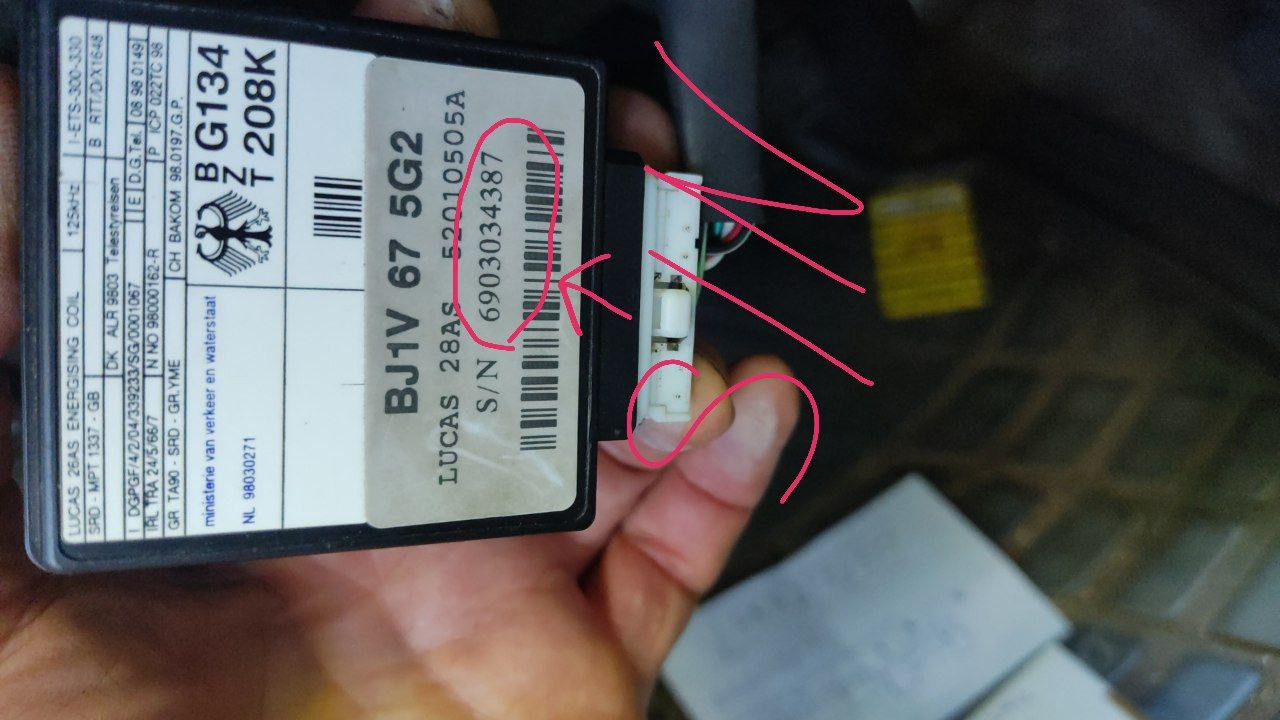 LUCAS 28AS ENERGISING COIL 125kHz I-ETS-300-330
SRD - MPT 1337 - GB B RTT/D/X1648
DK ALR 9803 Telestyrelsen
I DGPGF/4/2/04/339233/SG/0001067 E D.G.Tel. 08 98 0149
IRL TRA 24/5/66/7 N NO 98000162-R P ICP 022TC 98
GR TA90 - SRD - GR.YME CH BAKOM 98.0197.G.P.
ministerie van verkeer en waterstaat
NL 98030271
B G134
Z
T 208K
BJ1V 67 5G2
LUCAS 28AS 52010505A
S/N 6903034387